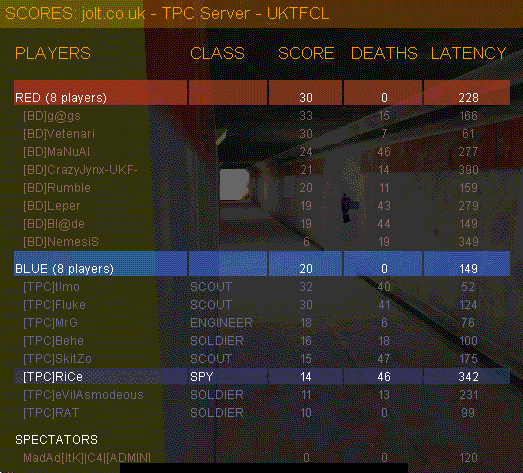 SCORES: jolt.co.uk - TPC Server - UKTFCL
PLAYERS CLASS SCORE DEATHS LATENCY
RED (8 players) 30 0 228
[BD]g@gs 33 15 166
[BD]Vetenari 30 7 61
[BD]MaNuAl 24 46 277
[BD]CrazyJynx-UKF- 21 14 390
[BD]Rumble 20 11 159
[BD]Leper 19 43 279
[BD]Bl@de 19 44 149
[BD]NemesiS 6 19 349
BLUE (8 players) 20 0 149
[TPC]t!mo SCOUT 32 40 52
[TPC]Fluke SCOUT 30 41 124
[TPC]MrG ENGINEER 18 6 76
[TPC]Behe SOLDIER 16 18 100
[TPC]SkitZo SCOUT 15 47 175
[TPC]RiCe SPY 14 46 342
[TPC]eVilAsmodeous SOLDIER 11 13 231
[TPC]RAT SOLDIER 10 0 99
SPECTATORS
MadAd[ItK]|C4|[ADMIN] 0 0 120